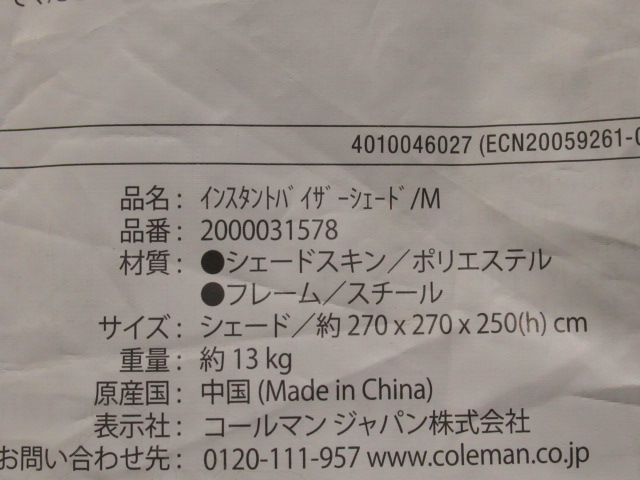 4010046027 (ECN20059261-0
品名: ｲﾝｽﾀﾝﾄﾊﾞｲｻﾞｰｼｪｰﾄﾞ/M
品番: 2000031578
材質: ●シェードスキン／ポリエステル
●フレーム／スチール
サイズ: シェード／約 270 x 270 x 250(h) cm
重量: 約 13 kg
原産国: 中国 (Made in China)
表示社: コールマン ジャパン株式会社
お問い合わせ先: 0120-111-957 www.coleman.co.jp